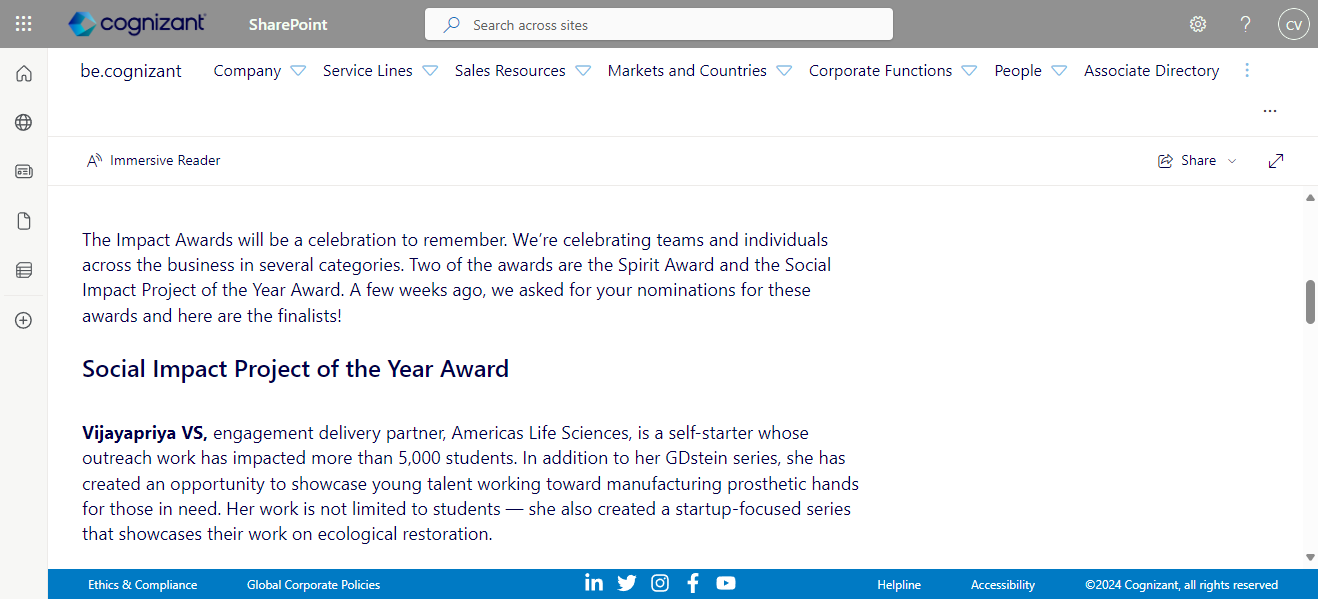 cognizant
SharePoint
Search across sites
?
CV
be.cognizant
Company
Service Lines
Sales Resources
Markets and Countries
Corporate Functions
People
Associate Directory
...
Immersive Reader
Share
The Impact Awards will be a celebration to remember. We’re celebrating teams and individuals
across the business in several categories. Two of the awards are the Spirit Award and the Social
Impact Project of the Year Award. A few weeks ago, we asked for your nominations for these
awards and here are the finalists!
Social Impact Project of the Year Award
Vijayapriya VS, engagement delivery partner, Americas Life Sciences, is a self-starter whose
outreach work has impacted more than 5,000 students. In addition to her GDstein series, she has
created an opportunity to showcase young talent working toward manufacturing prosthetic hands
for those in need. Her work is not limited to students — she also created a startup-focused series
that showcases their work on ecological restoration.
Ethics & Compliance
Global Corporate Policies
Helpline
Accessibility
©2024 Cognizant, all rights reserved